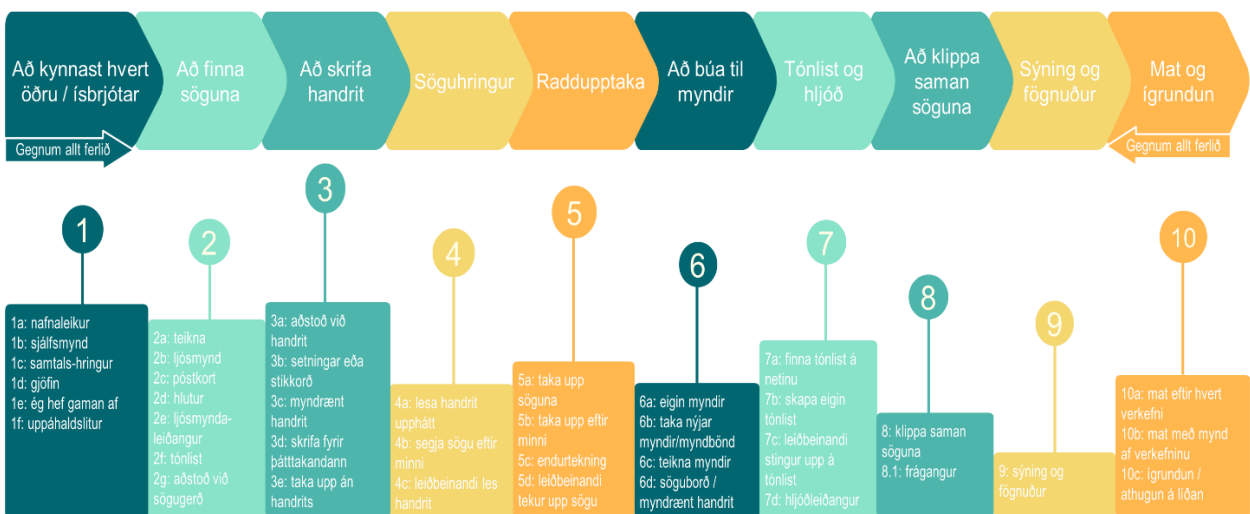 Að kynnast hvert
öðru / ísbrjótar
Gegnum allt ferlið
Að finna
söguna
Að skrifa
handrit
Söguhringur
Raddupptaka
Að búa til
myndir
Tónlist og
hljóð
Að klippa
saman
söguna
Sýning og
fögnuður
Mat og
ígrundun
Gegnum allt ferlið
1
1a: nafnaleikur
1b: sjálfsmynd
1c: samtals-hringur
1d: gjöfin
1e: ég hef gaman af
1f: uppáhaldslitur
2
2a: teikna
2b: ljósmynd
2c: póstkort
2d: hlutur
2e: ljósmynda-
leiðangur
2f: tónlist
2g: aðstoð við
sögugerð
3
3a: aðstoð við
handrit
3b: setningar eða
stikkorð
3c: myndrænt
handrit
3d: skrifa fyrir
þátttakandann
3e: taka upp án
handrits
4
4a: lesa handrit
upphátt
4b: segja sögu eftir
minni
4c: leiðbeinandi les
handrit
5
5a: taka upp
söguna
5b: taka upp eftir
minni
5c: endurtekning
5d: leiðbeinandi
tekur upp sögu
6
6a: eigin myndir
6b: taka nýjar
myndir/myndbönd
6c: teikna myndir
6d: söguborð /
myndrænt handrit
7
7a: finna tónlist á
netinu
7b: skapa eigin
tónlist
7c: leiðbeinandi
stingur upp á
tónlist
7d: hljóðleiðangur
8
8: klippa saman
söguna
8.1: frágangur
9
9: sýning og
fögnuður
10
10a: mat eftir hvert
verkefni
10b: mat með mynd
af verkefninu
10c: ígrundun /
athugun á líðan